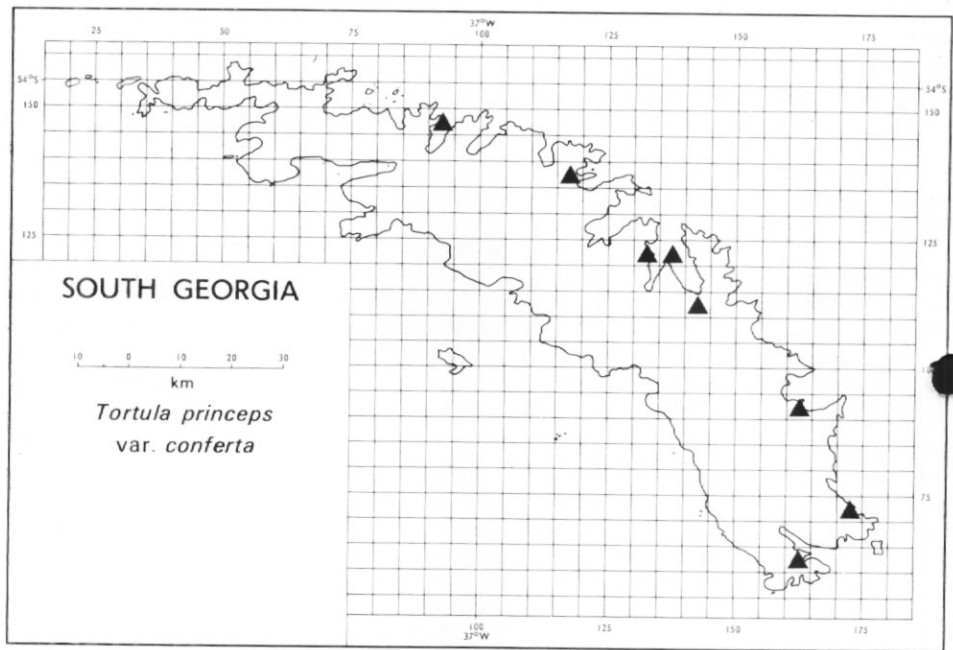 37°W
25 50 75 100 125 150 175
54°S 54°S
150 150
125 125
SOUTH GEORGIA
10 0 10 20 30
km
Tortula princeps
var. conferta
75
100 125 150 175
37°W